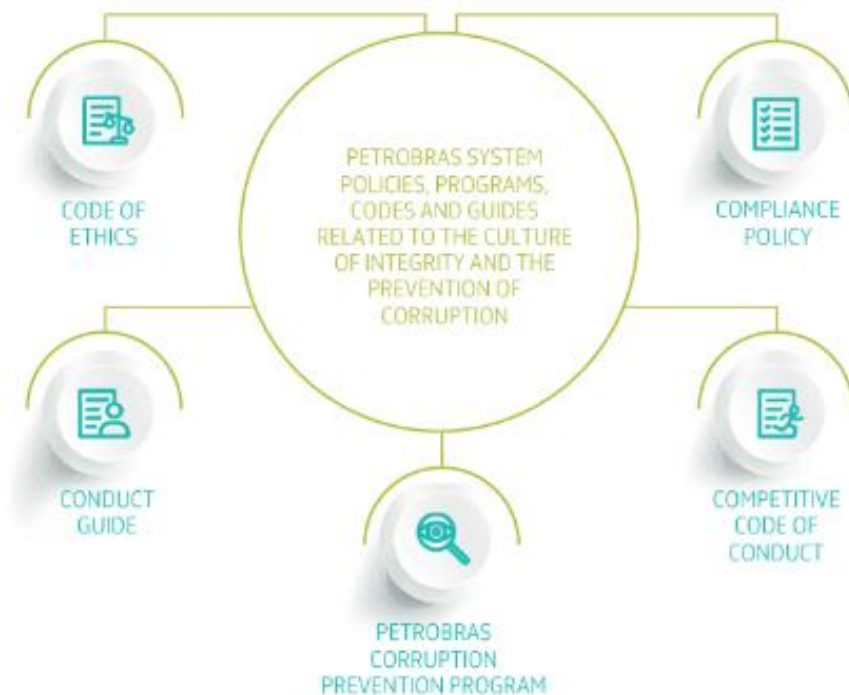 PETROBRAS SYSTEM
POLICIES, PROGRAMS,
CODES AND GUIDES
RELATED TO THE CULTURE
OF INTEGRITY AND THE
PREVENTION OF
CORRUPTION
CODE OF
ETHICS
COMPLIANCE
POLICY
CONDUCT
GUIDE
COMPETITIVE
CODE OF
CONDUCT
PETROBRAS
CORRUPTION
PREVENTION PROGRAM